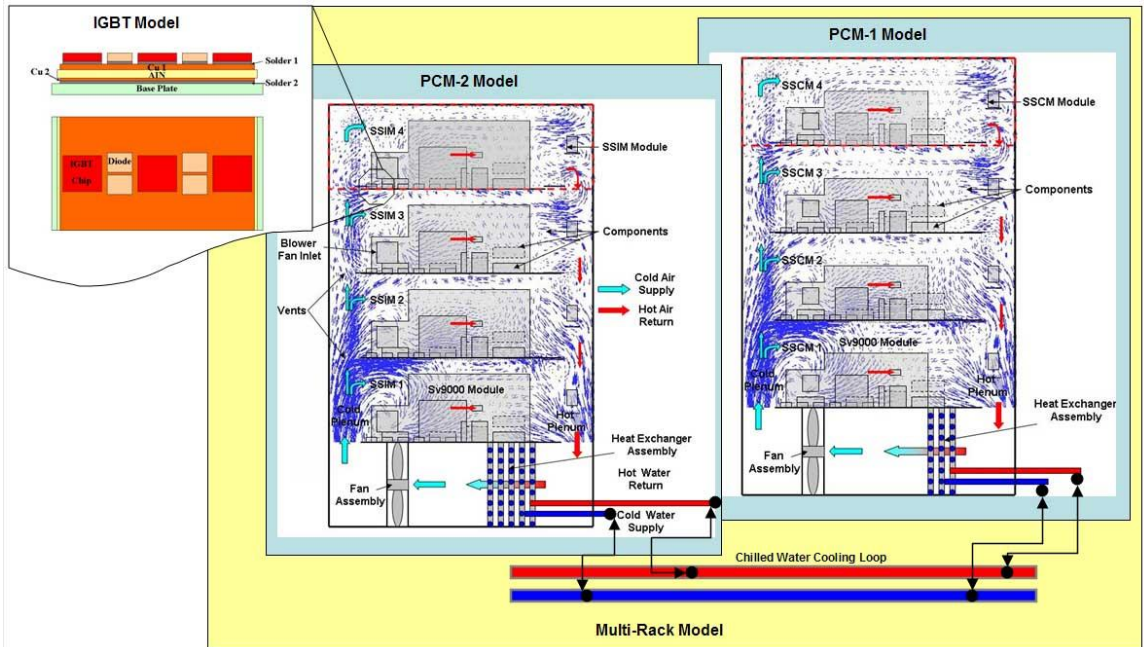 IGBT Model
Solder 1
Cu 1
Cu 2
AlN
Solder 2
Base Plate
IGBT
Chip
Diode
PCM-2 Model
SSIM 4
SSIM Module
SSIM 3
Blower
Fan Inlet
Components
Cold Air
Supply
Vents
SSIM 2
Hot Air
Return
SSIM 1
Sv9000 Module
Cold
Plenum
Hot
Plenum
Heat Exchanger
Assembly
Hot Water
Return
Fan
Assembly
Cold Water
Supply
PCM-1 Model
SSCM 4
SSCM Module
SSCM 3
Components
SSCM 2
SSCM 1
Sv9000 Module
Cold
Plenum
Hot
Plenum
Heat Exchanger
Assembly
Fan
Assembly
Chilled Water Cooling Loop
Multi-Rack Model